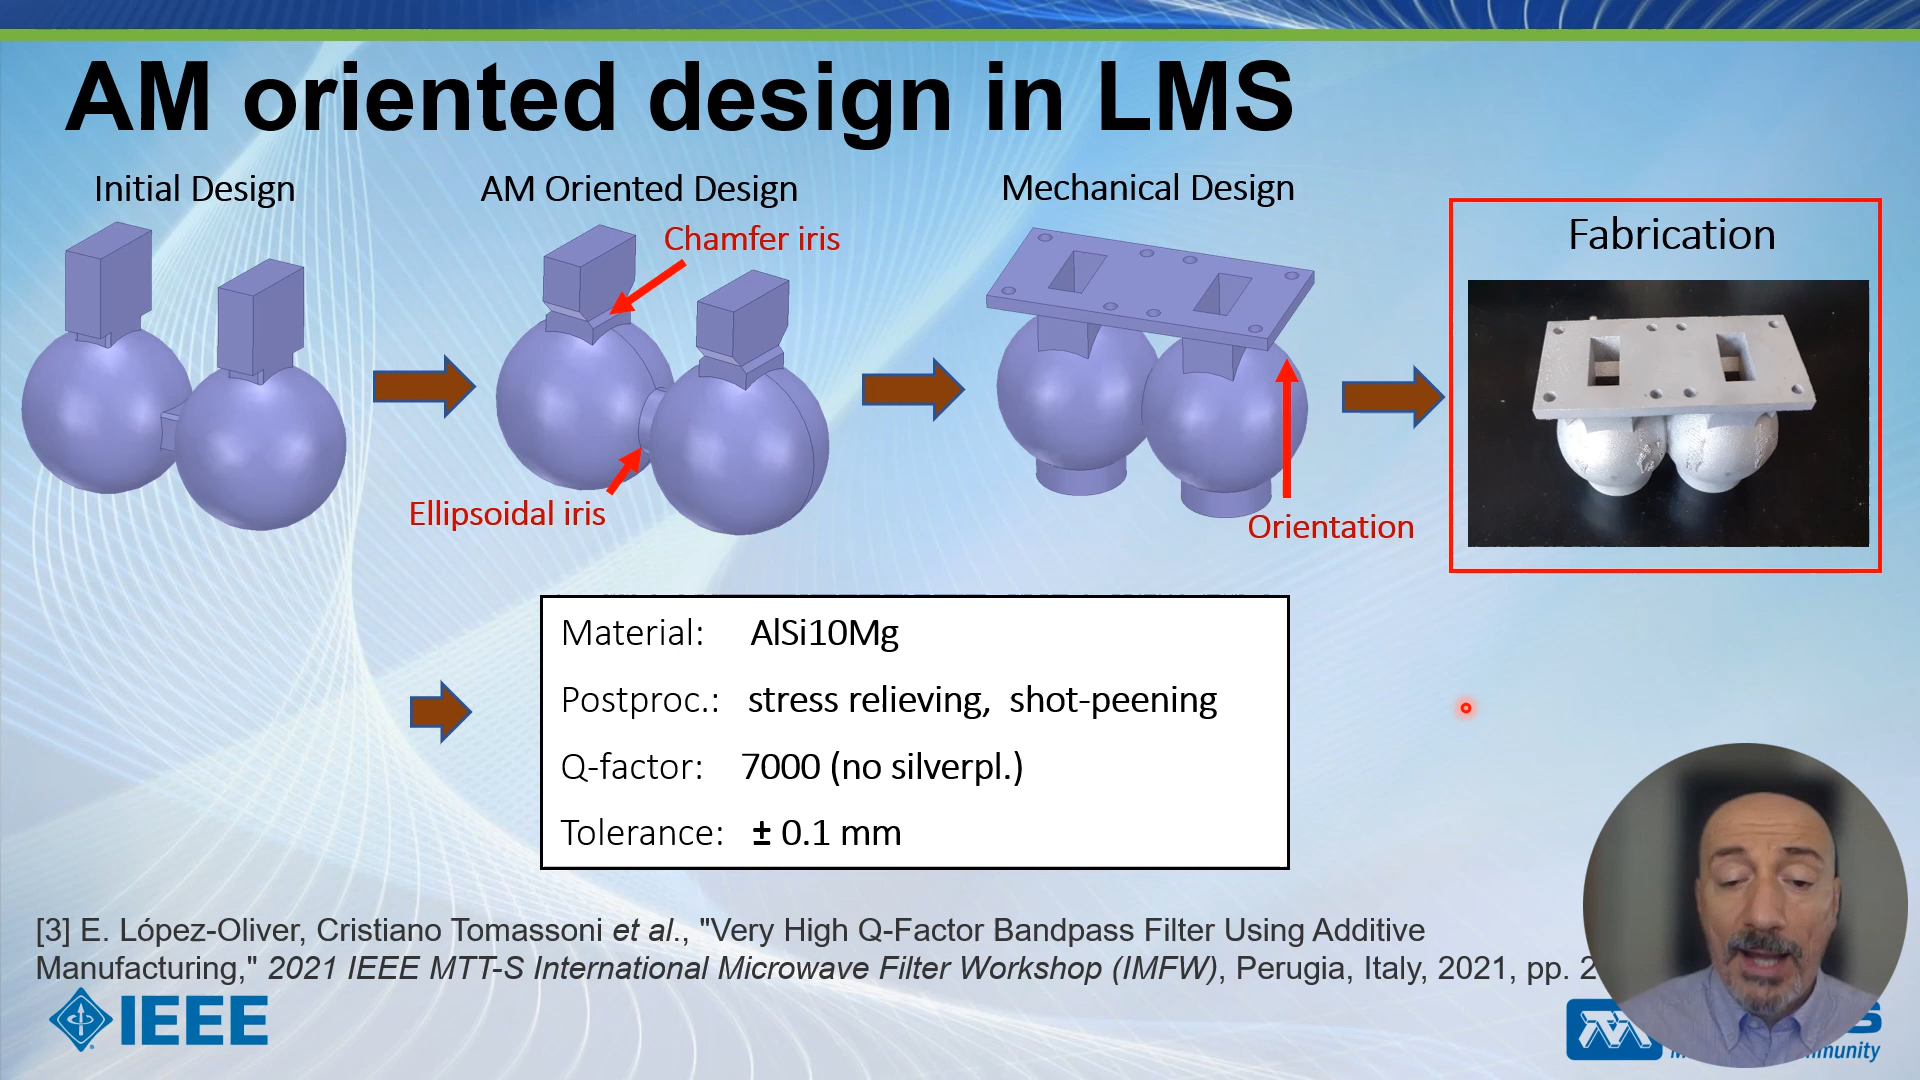 AM oriented design in LMS
Initial Design
AM Oriented Design
Mechanical Design
Fabrication
Chamfer iris
Ellipsoidal iris
Orientation
Material: AlSi10Mg
Postproc.: stress relieving, shot-peening
Q-factor: 7000 (no silverpl.)
Tolerance: ± 0.1 mm
[3] E. López-Oliver, Cristiano Tomassoni et al., "Very High Q-Factor Bandpass Filter Using Additive
Manufacturing," 2021 IEEE MTT-S International Microwave Filter Workshop (IMFW), Perugia, Italy, 2021, pp. 2
IEEE